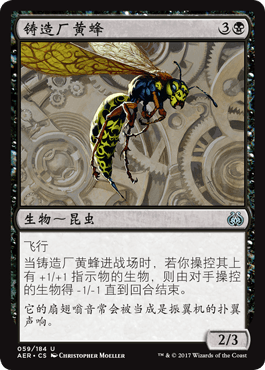 铸造厂黄蜂 3
生物～昆虫
飞行
当铸造厂黄蜂进战场时，若你操控其上
有 +1/+1 指示物的生物，则由对手操控
的生物得 -1/-1 直到回合结束。
它的扇翅嗡音常会被当成是振翼机的扑翼
声响。
2/3
059/184 U
AER • CS CHRISTOPHER MOELLER ™ & © 2017 Wizards of the Coast